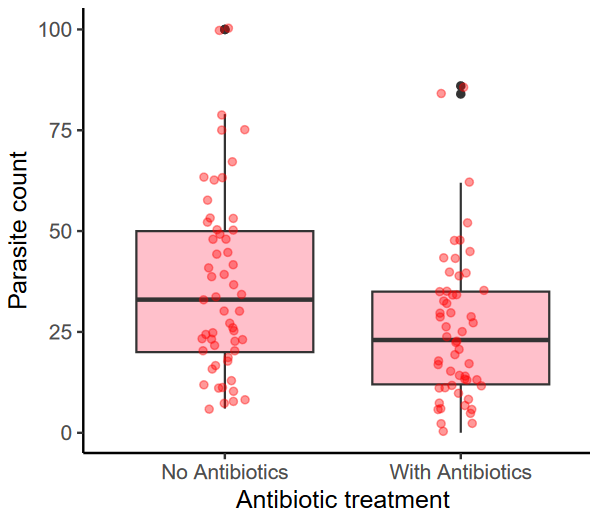 Parasite count
100
75
50
25
0
No Antibiotics
With Antibiotics
Antibiotic treatment